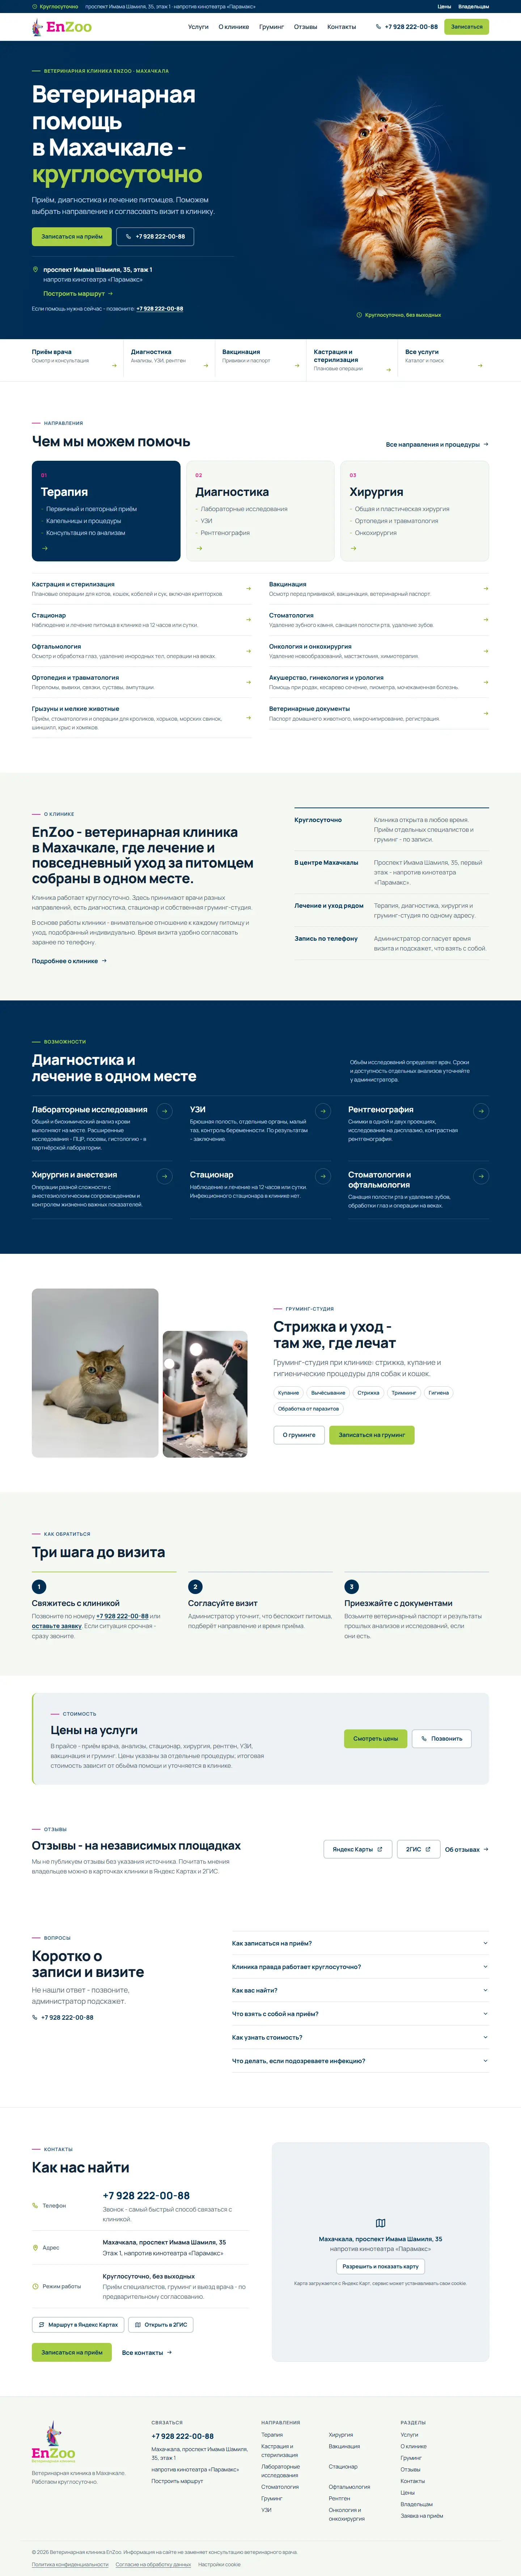 Круглосуточно проспект Имама Шамиля, 35, этаж 1 · напротив кинотеатра «Парамакс» Цены Владельцам
EnZoo Услуги О клинике Груминг Отзывы Контакты +7 928 222-00-88 Записаться
ВЕТЕРИНАРНАЯ КЛИНИКА ENZOO · МАХАЧКАЛА
Ветеринарная
помощь
в Махачкале -
круглосуточно
Приём, диагностика и лечение питомцев. Поможем
выбрать направление и согласовать визит в клинику.
Записаться на приём +7 928 222-00-88
проспект Имама Шамиля, 35, этаж 1
напротив кинотеатра «Парамакс»
Построить маршрут →
Если помощь нужна сейчас - позвоните: +7 928 222-00-88
Круглосуточно, без выходных
Приём врача
Осмотр и консультация
→
Диагностика
Анализы, УЗИ, рентген
→
Вакцинация
Прививки и паспорт
→
Кастрация и
стерилизация
Плановые операции
→
Все услуги
Каталог и поиск
→
НАПРАВЛЕНИЯ
Чем мы можем помочь
Все направления и процедуры →
01
Терапия
· Первичный и повторный приём
· Капельницы и процедуры
· Консультация по анализам
→
02
Диагностика
· Лабораторные исследования
· УЗИ
· Рентгенография
→
03
Хирургия
· Общая и пластическая хирургия
· Ортопедия и травматология
· Онкохирургия
→
Кастрация и стерилизация
Плановые операции для котов, кошек, кобелей и сук, включая крипторхов.
→
Вакцинация
Осмотр перед прививкой, вакцинация, ветеринарный паспорт.
→
Стационар
Наблюдение и лечение питомца в клинике на 12 часов или сутки.
→
Стоматология
Удаление зубного камня, санация полости рта, удаление зубов.
→
Офтальмология
Осмотр и обработка глаз, удаление инородных тел, операции на веках.
→
Онкология и онкохирургия
Удаление новообразований, мастэктомия, химиотерапия.
→
Ортопедия и травматология
Переломы, вывихи, связки, суставы, ампутации.
→
Акушерство, гинекология и урология
Помощь при родах, кесарево сечение, пиометра, мочекаменная болезнь.
→
Грызуны и мелкие животные
Приём, стоматология и операции для кроликов, хорьков, морских свинок,
шиншилл, крыс и хомяков.
→
Ветеринарные документы
Паспорт домашнего животного, микрочипирование, регистрация.
→
О КЛИНИКЕ
EnZoo - ветеринарная клиника
в Махачкале, где лечение и
повседневный уход за питомцем
собраны в одном месте.
Клиника работает круглосуточно. Здесь принимают врачи разных
направлений, есть диагностика, стационар и собственная груминг-студия.
В основе работы клиники - внимательное отношение к каждому питомцу и
уход, подобранный индивидуально. Время визита удобно согласовать
заранее по телефону.
Подробнее о клинике →
Круглосуточно
Клиника открыта в любое время.
Приём отдельных специалистов и
груминг - по записи.
В центре Махачкалы
Проспект Имама Шамиля, 35, первый
этаж - напротив кинотеатра
«Парамакс».
Лечение и уход рядом
Терапия, диагностика, хирургия и
груминг-студия по одному адресу.
Запись по телефону
Администратор согласует время
визита и подскажет, что взять с собой.
ВОЗМОЖНОСТИ
Диагностика и
лечение в одном месте
Объём исследований определяет врач. Сроки
и доступность отдельных анализов уточняйте
у администратора.
Лабораторные исследования →
Общий и биохимический анализ крови
выполняют на месте. Расширенные
исследования - ПЦР, посевы, гистологию - в
партнёрской лаборатории.
УЗИ →
Брюшная полость, отдельные органы, малый
таз, контроль беременности. По результатам
- заключение.
Рентгенография →
Снимки в одной и двух проекциях,
исследования на дисплазию, контрастная
рентгенография.
Хирургия и анестезия →
Операции разной сложности с
анестезиологическим сопровождением и
контролем жизненно важных показателей.
Стационар →
Наблюдение и лечение на 12 часов или сутки.
Инфекционного стационара в клинике нет.
Стоматология и
офтальмология →
Санация полости рта и удаление зубов,
обработки глаз и операции на веках.
ГРУМИНГ-СТУДИЯ
Стрижка и уход -
там же, где лечат
Груминг-студия при клинике: стрижка, купание и
гигиенические процедуры для собак и кошек.
Купание Вычёсывание Стрижка Тримминг Гигиена
Обработка от паразитов
О груминге Записаться на груминг
КАК ОБРАТИТЬСЯ
Три шага до визита
1
Свяжитесь с клиникой
Позвоните по номеру +7 928 222-00-88 или
оставьте заявку. Если ситуация срочная -
сразу звоните.
2
Согласуйте визит
Администратор уточнит, что беспокоит питомца,
подберёт направление и время приёма.
3
Приезжайте с документами
Возьмите ветеринарный паспорт и результаты
прошлых анализов и исследований, если
они есть.
СТОИМОСТЬ
Цены на услуги
В прайсе - приём врача, анализы, стационар, хирургия, рентген, УЗИ,
вакцинация и груминг. Цены указаны за отдельные процедуры, итоговая
стоимость зависит от объёма помощи и уточняется в клинике.
Смотреть цены Позвонить
ОТЗЫВЫ
Отзывы - на независимых площадках
Мы не публикуем отзывы без указания источника. Почитать мнения
владельцев можно в карточках клиники в Яндекс Картах и 2ГИС.
Яндекс Карты 2ГИС Об отзывах →
ВОПРОСЫ
Коротко о
записи и визите
Не нашли ответ - позвоните,
администратор подскажет.
+7 928 222-00-88
Как записаться на приём?
Клиника правда работает круглосуточно?
Как вас найти?
Что взять с собой на приём?
Как узнать стоимость?
Что делать, если подозреваете инфекцию?
КОНТАКТЫ
Как нас найти
Телефон
+7 928 222-00-88
Звонок - самый быстрый способ связаться с
клиникой.
Адрес
Махачкала, проспект Имама Шамиля, 35
Этаж 1, напротив кинотеатра «Парамакс»
Режим работы
Круглосуточно, без выходных
Приём специалистов, груминг и выезд врача - по
предварительному согласованию.
Маршрут в Яндекс Картах Открыть в 2ГИС
Записаться на приём Все контакты →
Махачкала, проспект Имама Шамиля, 35
напротив кинотеатра «Парамакс»
Разрешить и показать карту
Карта загружается с Яндекс Карт: сервис может устанавливать свои cookie.
EnZoo
Ветеринарная клиника в Махачкале.
Работаем круглосуточно.
СВЯЗАТЬСЯ
+7 928 222-00-88
Махачкала, проспект Имама Шамиля,
35, этаж 1
напротив кинотеатра «Парамакс»
Построить маршрут
НАПРАВЛЕНИЯ
Терапия Хирургия
Кастрация и
стерилизация
Вакцинация
Лабораторные
исследования
Стационар
Стоматология Офтальмология
Груминг Рентген
УЗИ Онкология и
онкохирургия
РАЗДЕЛЫ
Услуги
О клинике
Груминг
Отзывы
Контакты
Цены
Владельцам
Заявка на приём
© 2026 Ветеринарная клиника EnZoo. Информация на сайте не заменяет консультацию ветеринарного врача.
Политика конфиденциальности Согласие на обработку данных Настройки cookie